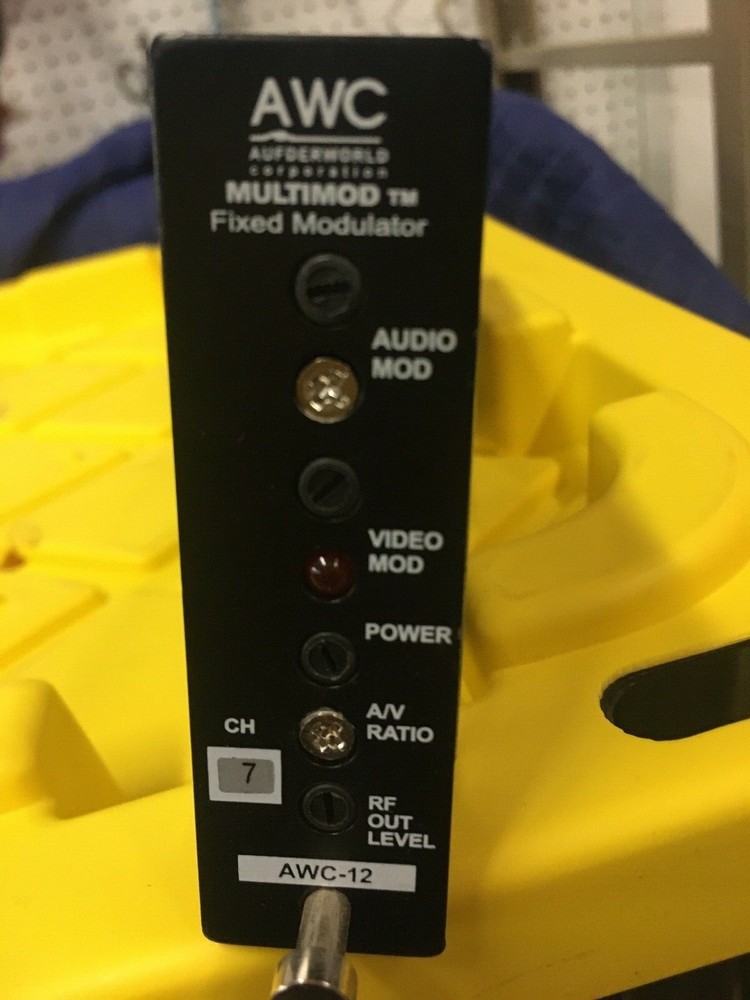 AWC
AUFDERWORLD
corporation
MULTIMOD TM
Fixed Modulator
AUDIO
MOD
VIDEO
MOD
POWER
A/V
RATIO
CH
7
RF
OUT
LEVEL
AWC-12